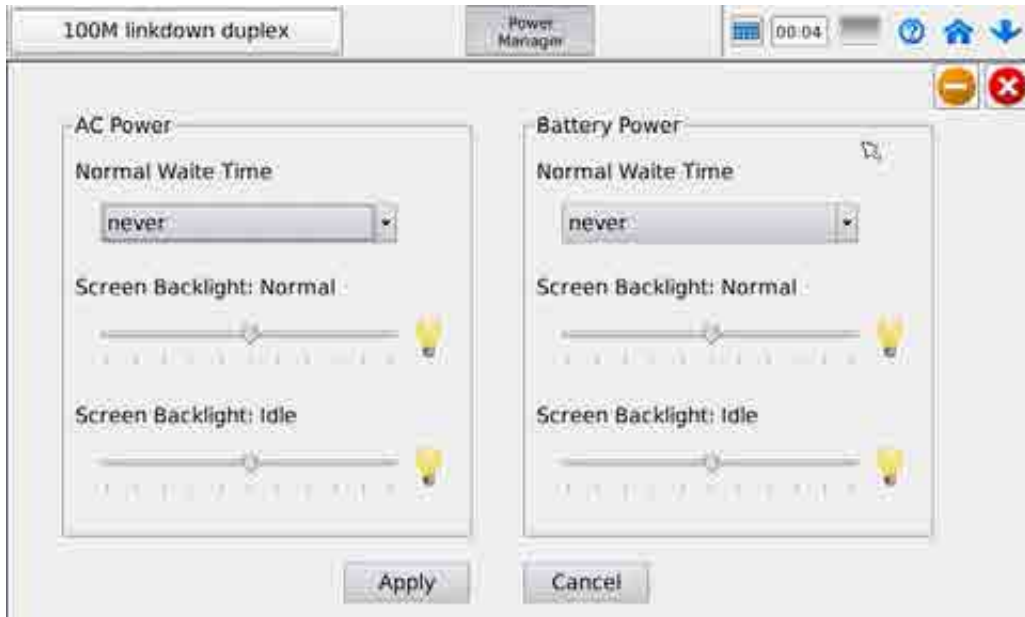 100M linkdown duplex
Power
Manager
00:04
AC Power
Battery Power
Normal Waite Time
Normal Waite Time
never
never
Screen Backlight: Normal
Screen Backlight: Normal
Screen Backlight: Idle
Screen Backlight: Idle
Apply
Cancel